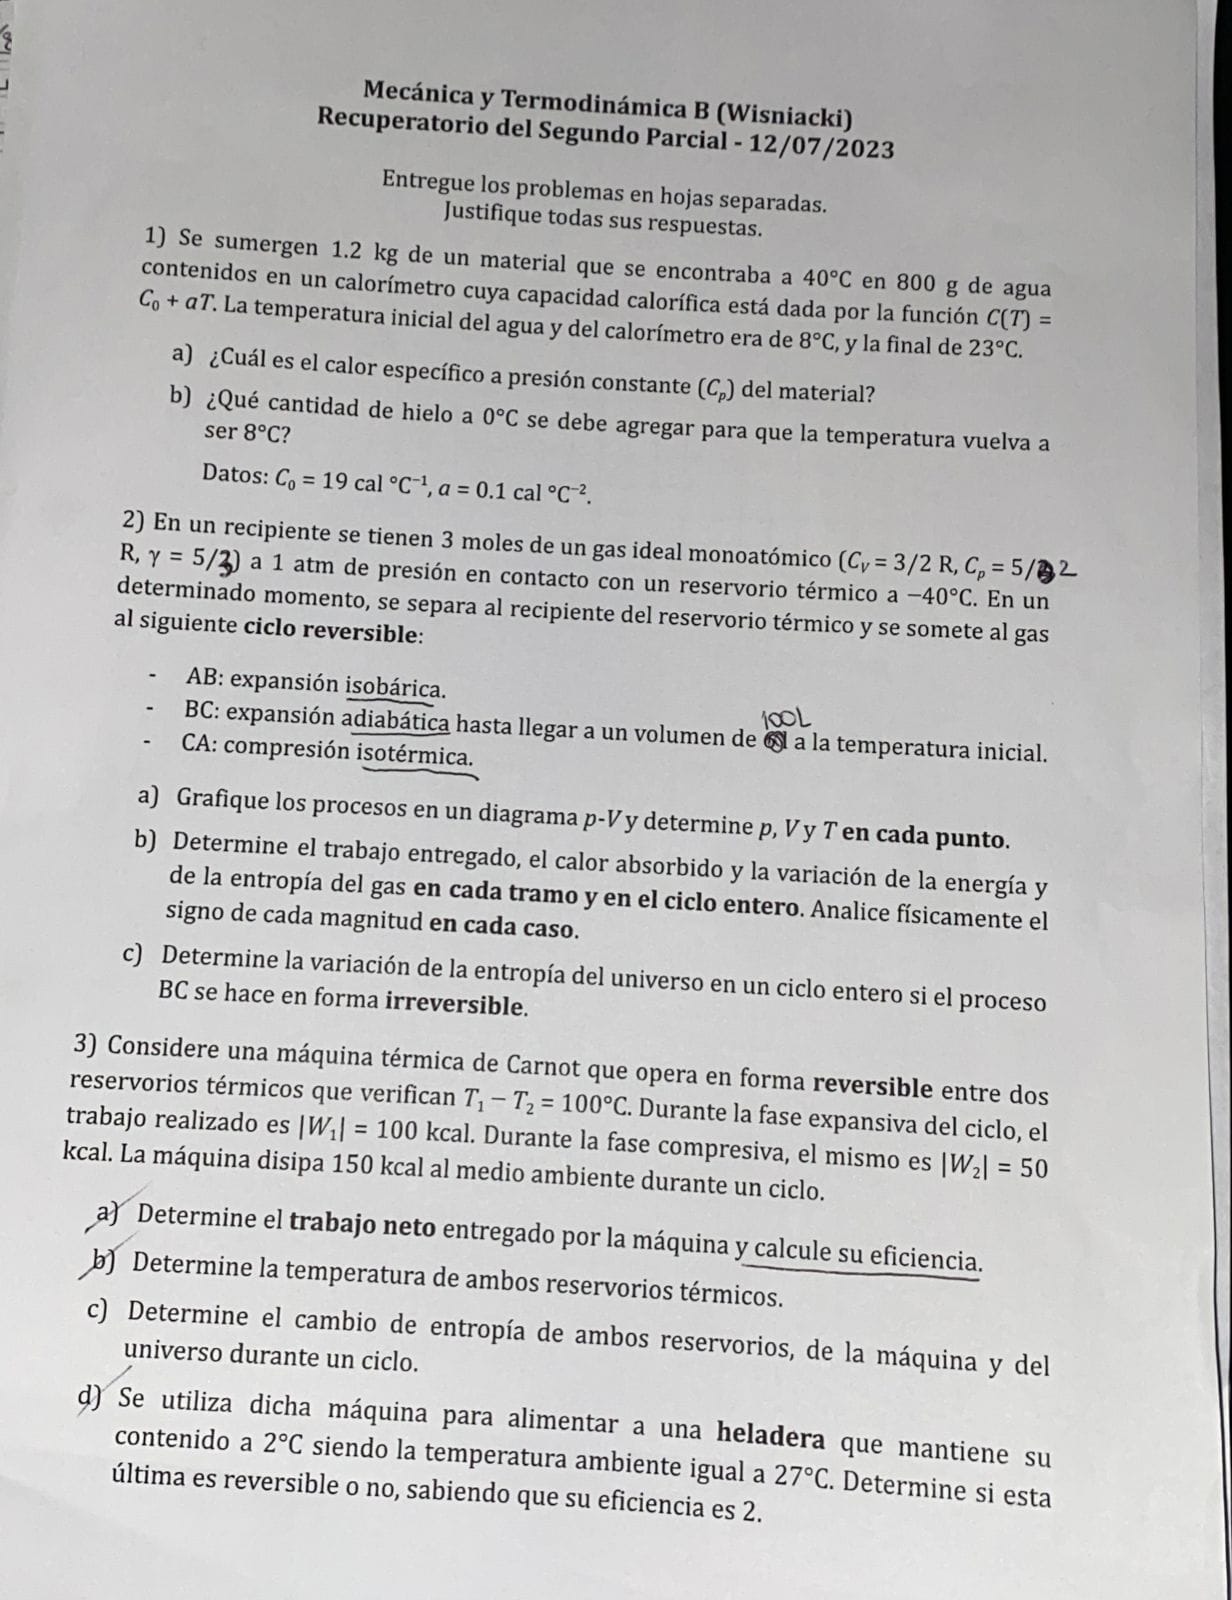 Mecánica y Termodinámica B (Wisniacki)
Recuperatorio del Segundo Parcial - 12/07/2023
Entregue los problemas en hojas separadas.
Justifique todas sus respuestas.
1) Se sumergen 1.2 kg de un material que se encontraba a 40°C en 800 g de agua
contenidos en un calorímetro cuya capacidad calorífica está dada por la función C(T) =
C₀ + aT. La temperatura inicial del agua y del calorímetro era de 8°C, y la final de 23°C.
a) ¿Cuál es el calor específico a presión constante (Cₚ) del material?
b) ¿Qué cantidad de hielo a 0°C se debe agregar para que la temperatura vuelva a
ser 8°C?
Datos: C₀ = 19 cal °C⁻¹, a = 0.1 cal °C⁻².
2) En un recipiente se tienen 3 moles de un gas ideal monoatómico (Cᵥ = 3/2 R, Cₚ = 5/2
R, γ = 5/3) a 1 atm de presión en contacto con un reservorio térmico a −40°C. En un
determinado momento, se separa al recipiente del reservorio térmico y se somete al gas
al siguiente ciclo reversible:
- AB: expansión isobárica.
100L
- BC: expansión adiabática hasta llegar a un volumen de a la temperatura inicial.
- CA: compresión isotérmica.
a) Grafique los procesos en un diagrama p-V y determine p, V y T en cada punto.
b) Determine el trabajo entregado, el calor absorbido y la variación de la energía y
de la entropía del gas en cada tramo y en el ciclo entero. Analice físicamente el
signo de cada magnitud en cada caso.
c) Determine la variación de la entropía del universo en un ciclo entero si el proceso
BC se hace en forma irreversible.
3) Considere una máquina térmica de Carnot que opera en forma reversible entre dos
reservorios térmicos que verifican T₁ − T₂ = 100°C. Durante la fase expansiva del ciclo, el
trabajo realizado es |W₁| = 100 kcal. Durante la fase compresiva, el mismo es |W₂| = 50
kcal. La máquina disipa 150 kcal al medio ambiente durante un ciclo.
a) Determine el trabajo neto entregado por la máquina y calcule su eficiencia.
b) Determine la temperatura de ambos reservorios térmicos.
c) Determine el cambio de entropía de ambos reservorios, de la máquina y del
universo durante un ciclo.
d) Se utiliza dicha máquina para alimentar a una heladera que mantiene su
contenido a 2°C siendo la temperatura ambiente igual a 27°C. Determine si esta
última es reversible o no, sabiendo que su eficiencia es 2.